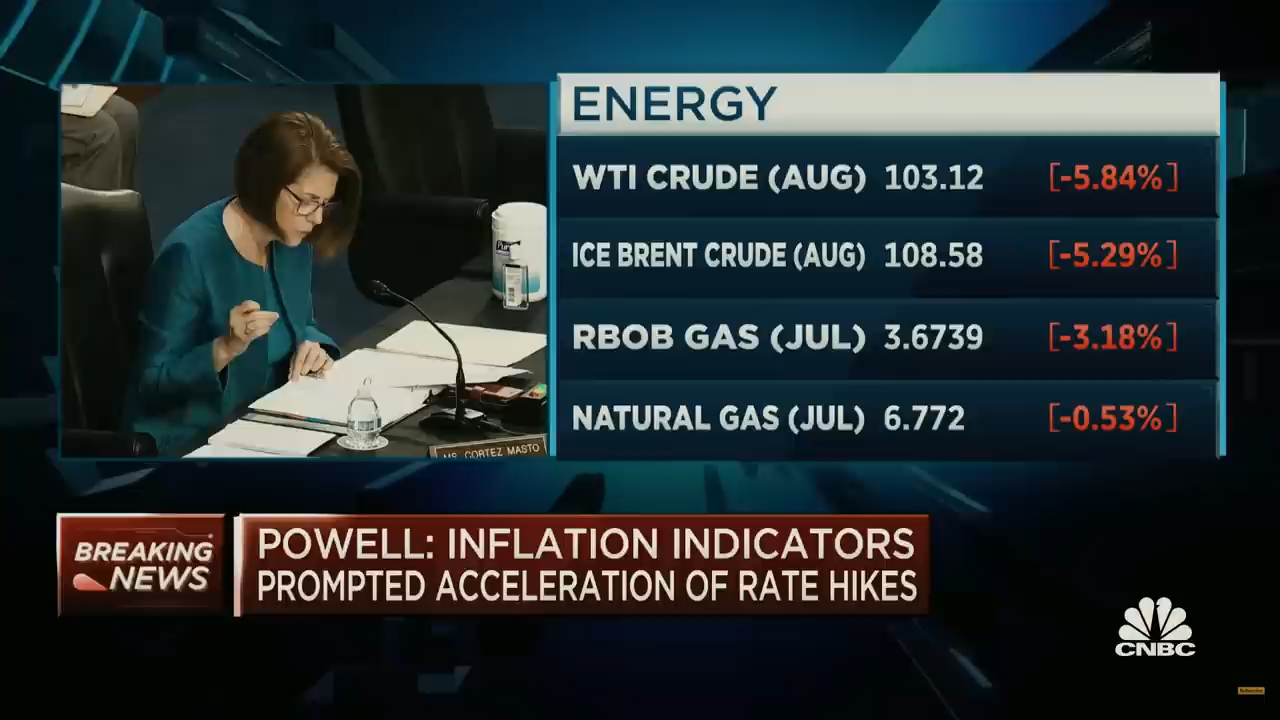 ENERGY
WTI CRUDE (AUG) 103.12 [-5.84%]
ICE BRENT CRUDE (AUG) 108.58 [-5.29%]
RBOB GAS (JUL) 3.6739 [-3.18%]
NATURAL GAS (JUL) 6.772 [-0.53%]
Purell
MS. CORTEZ MASTO
BREAKING
NEWS
POWELL: INFLATION INDICATORS
PROMPTED ACCELERATION OF RATE HIKES
CNBC
Subscribe